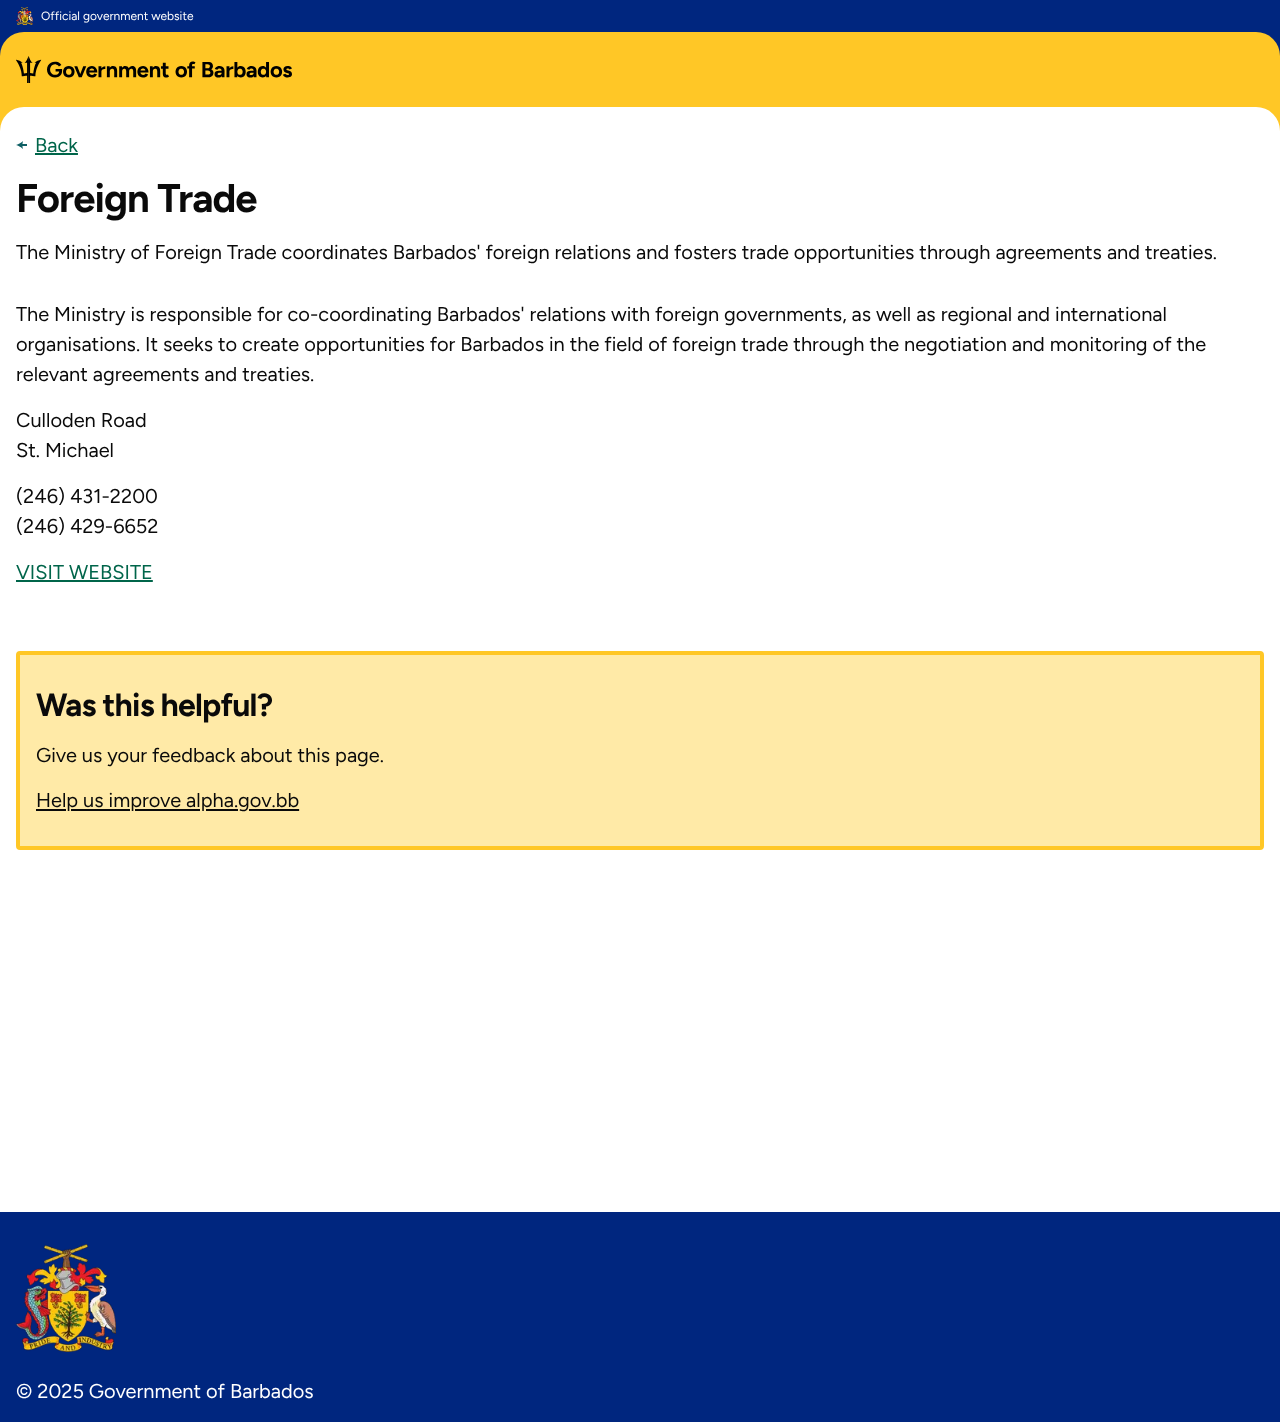 Official government website
Government of Barbados
Back
Foreign Trade
The Ministry of Foreign Trade coordinates Barbados' foreign relations and fosters trade opportunities through agreements and treaties.
The Ministry is responsible for co-coordinating Barbados' relations with foreign governments, as well as regional and international
organisations. It seeks to create opportunities for Barbados in the field of foreign trade through the negotiation and monitoring of the
relevant agreements and treaties.
Culloden Road
St. Michael
(246) 431-2200
(246) 429-6652
VISIT WEBSITE
Was this helpful?
Give us your feedback about this page.
Help us improve alpha.gov.bb
PRIDE AND INDUSTRY
© 2025 Government of Barbados